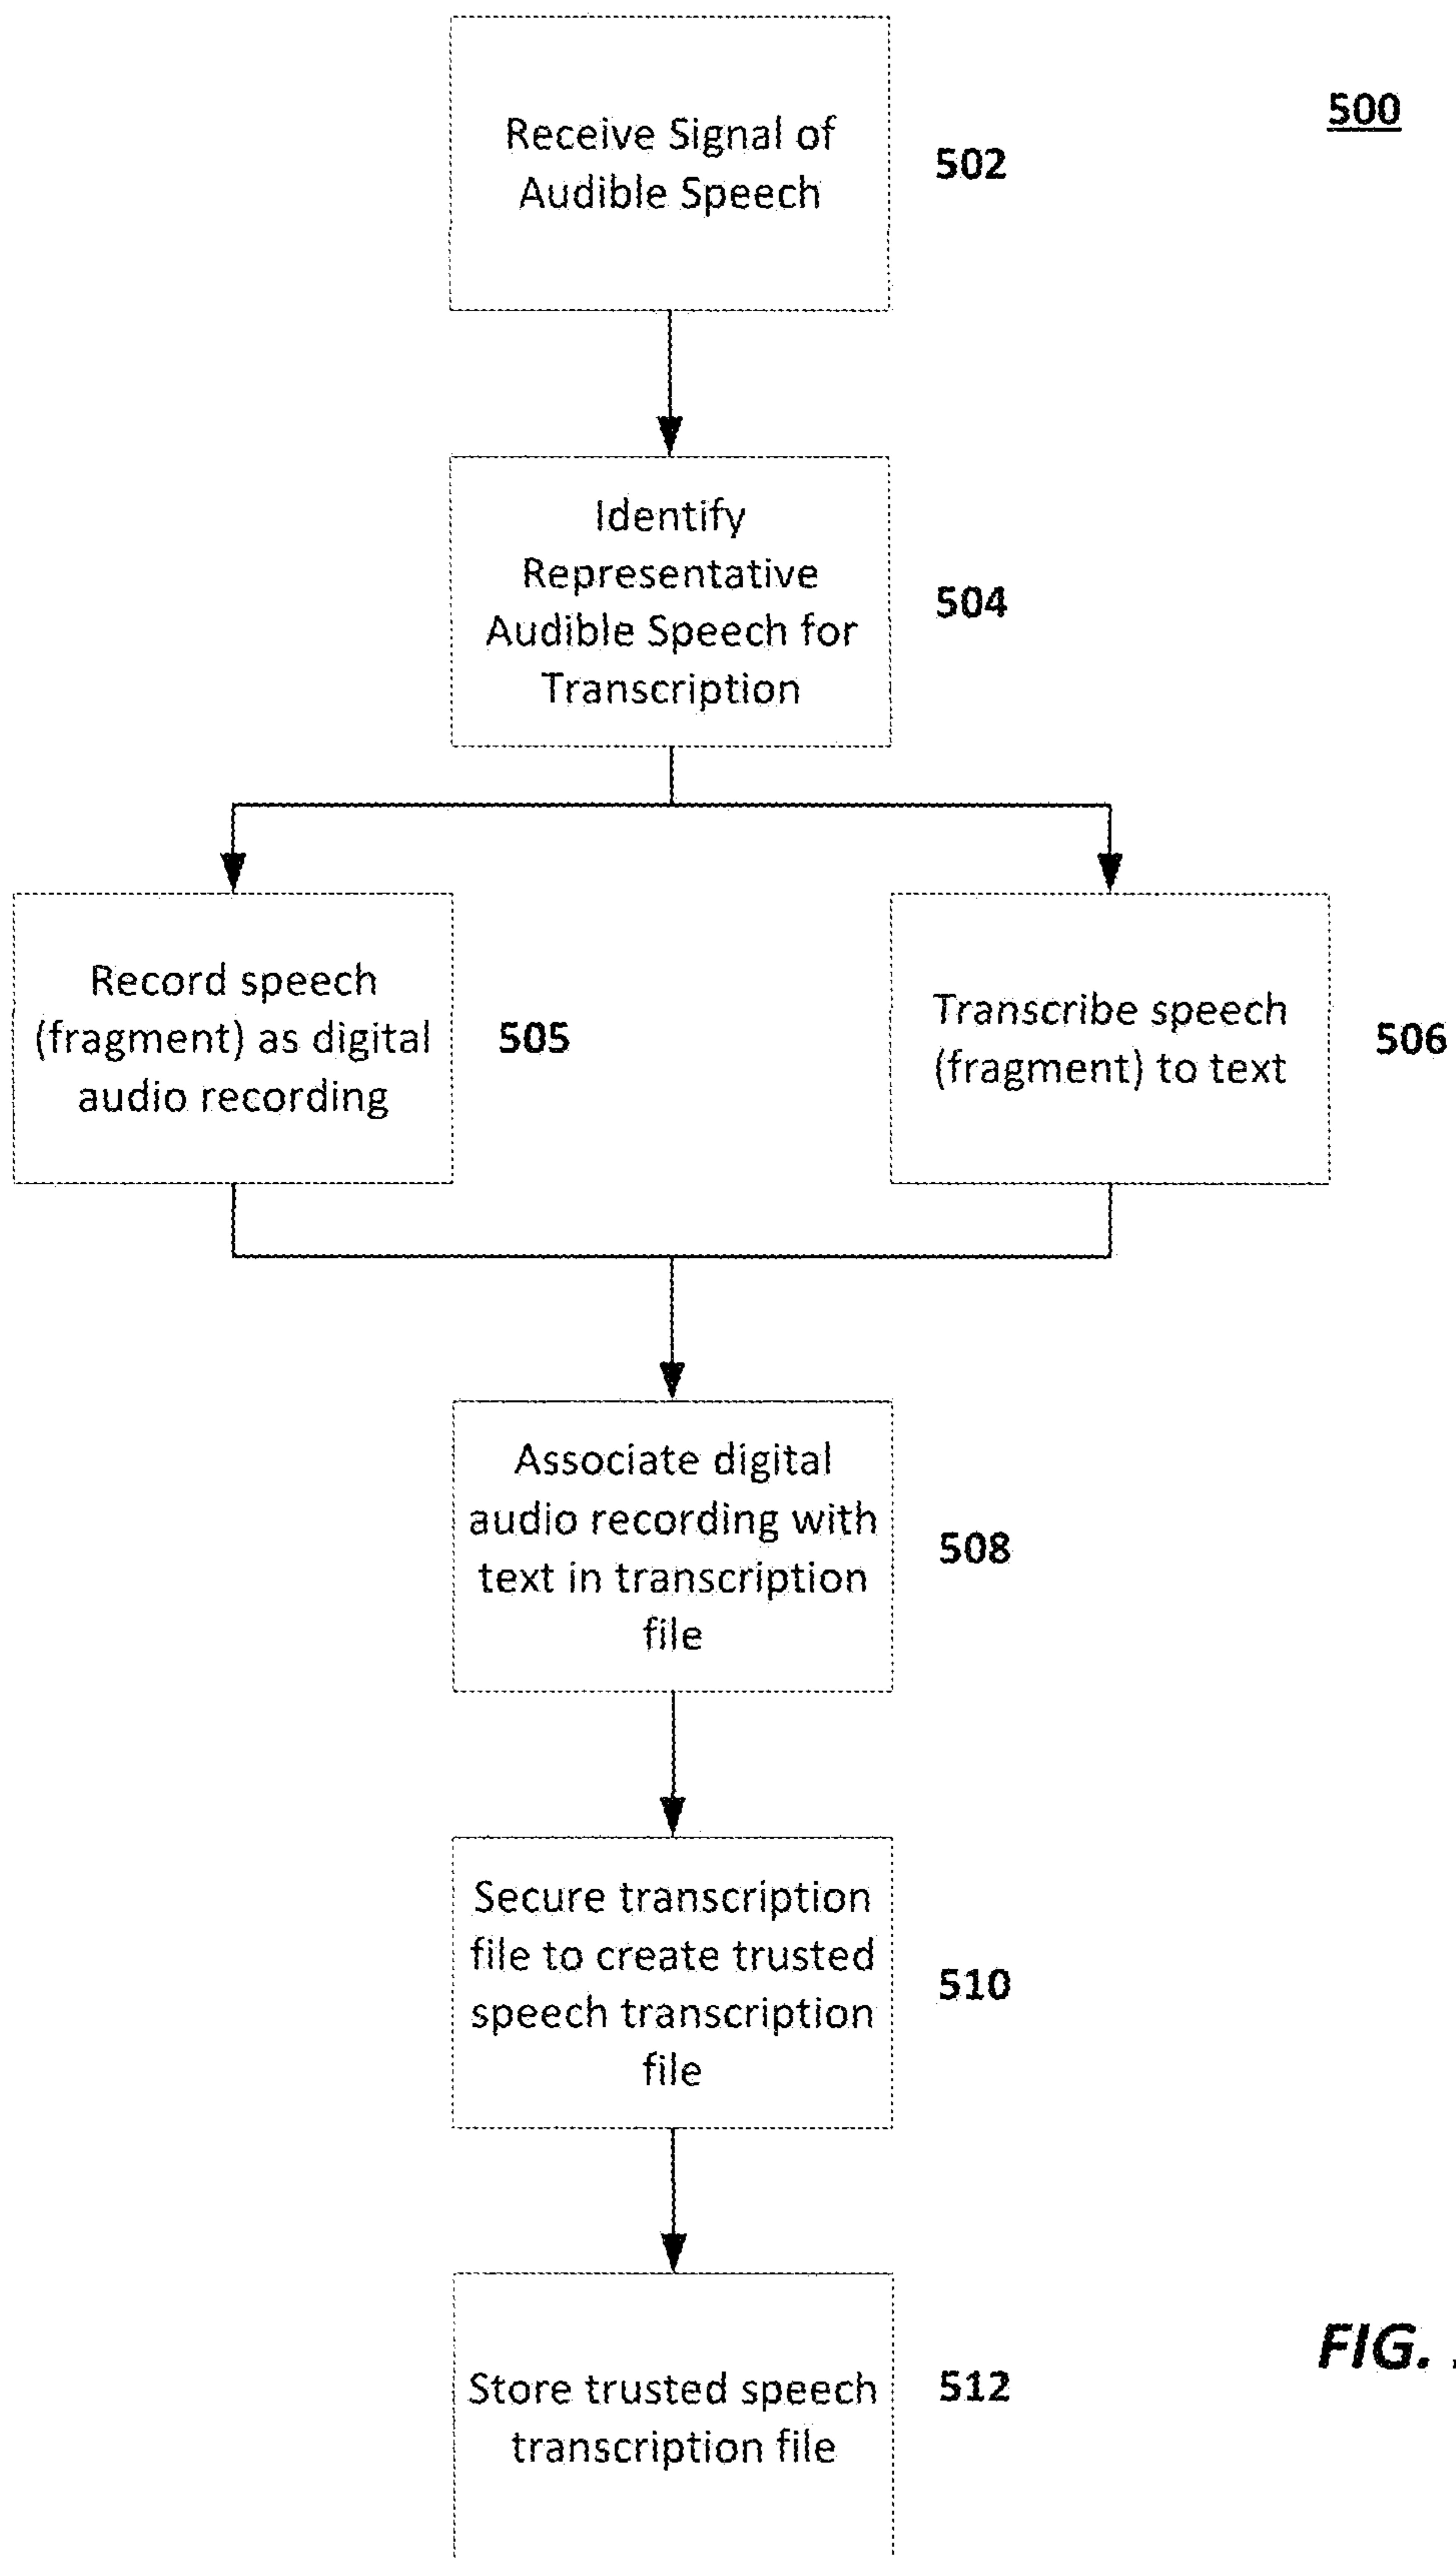 500
Receive Signal of
Audible Speech
502
Identify
Representative
Audible Speech for
Transcription
504
Record speech
(fragment) as digital
audio recording
505
Transcribe speech
(fragment) to text
506
Associate digital
audio recording with
text in transcription
file
508
Secure transcription
file to create trusted
speech transcription
file
510
Store trusted speech
transcription file
512
FIG.